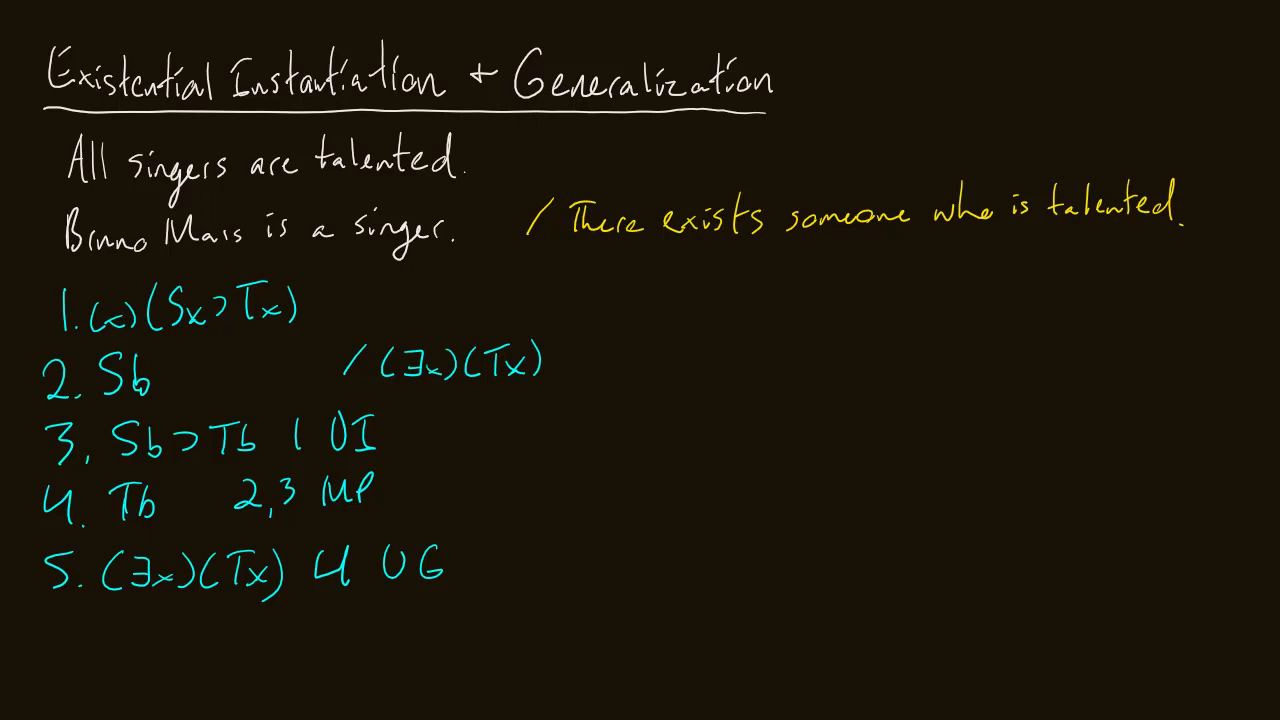 Existential Instantiation + Generalization
All singers are talented.
Bruno Mars is a singer. / There exists someone who is talented.
1. (x)(Sx ⊃ Tx)
2. Sb / (∃x)(Tx)
3. Sb ⊃ Tb 1 UI
4. Tb 2,3 MP
5. (∃x)(Tx) 4 UG